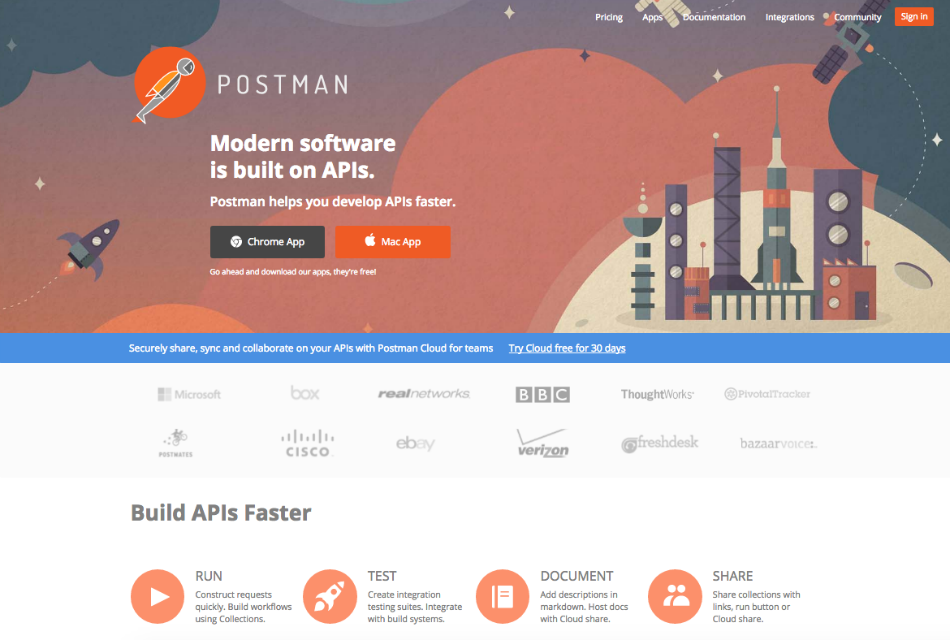 Pricing Apps Documentation Integrations Community Sign in
POSTMAN
Modern software
is built on APIs.
Postman helps you develop APIs faster.
Chrome App Mac App
Go ahead and download our apps, they're free!
Securely share, sync and collaborate on your APIs with Postman Cloud for teams Try Cloud free for 30 days
Microsoft box realnetworks. BBC ThoughtWorks® PivotalTracker
POSTMATES CISCO. ebay verizon freshdesk bazaarvoice:.
Build APIs Faster
RUN
Construct requests
quickly. Build workflows
using Collections.
TEST
Create integration
testing suites. Integrate
with build systems.
DOCUMENT
Add descriptions in
markdown. Host docs
with Cloud share.
SHARE
Share collections with
links, run button or
Cloud share.